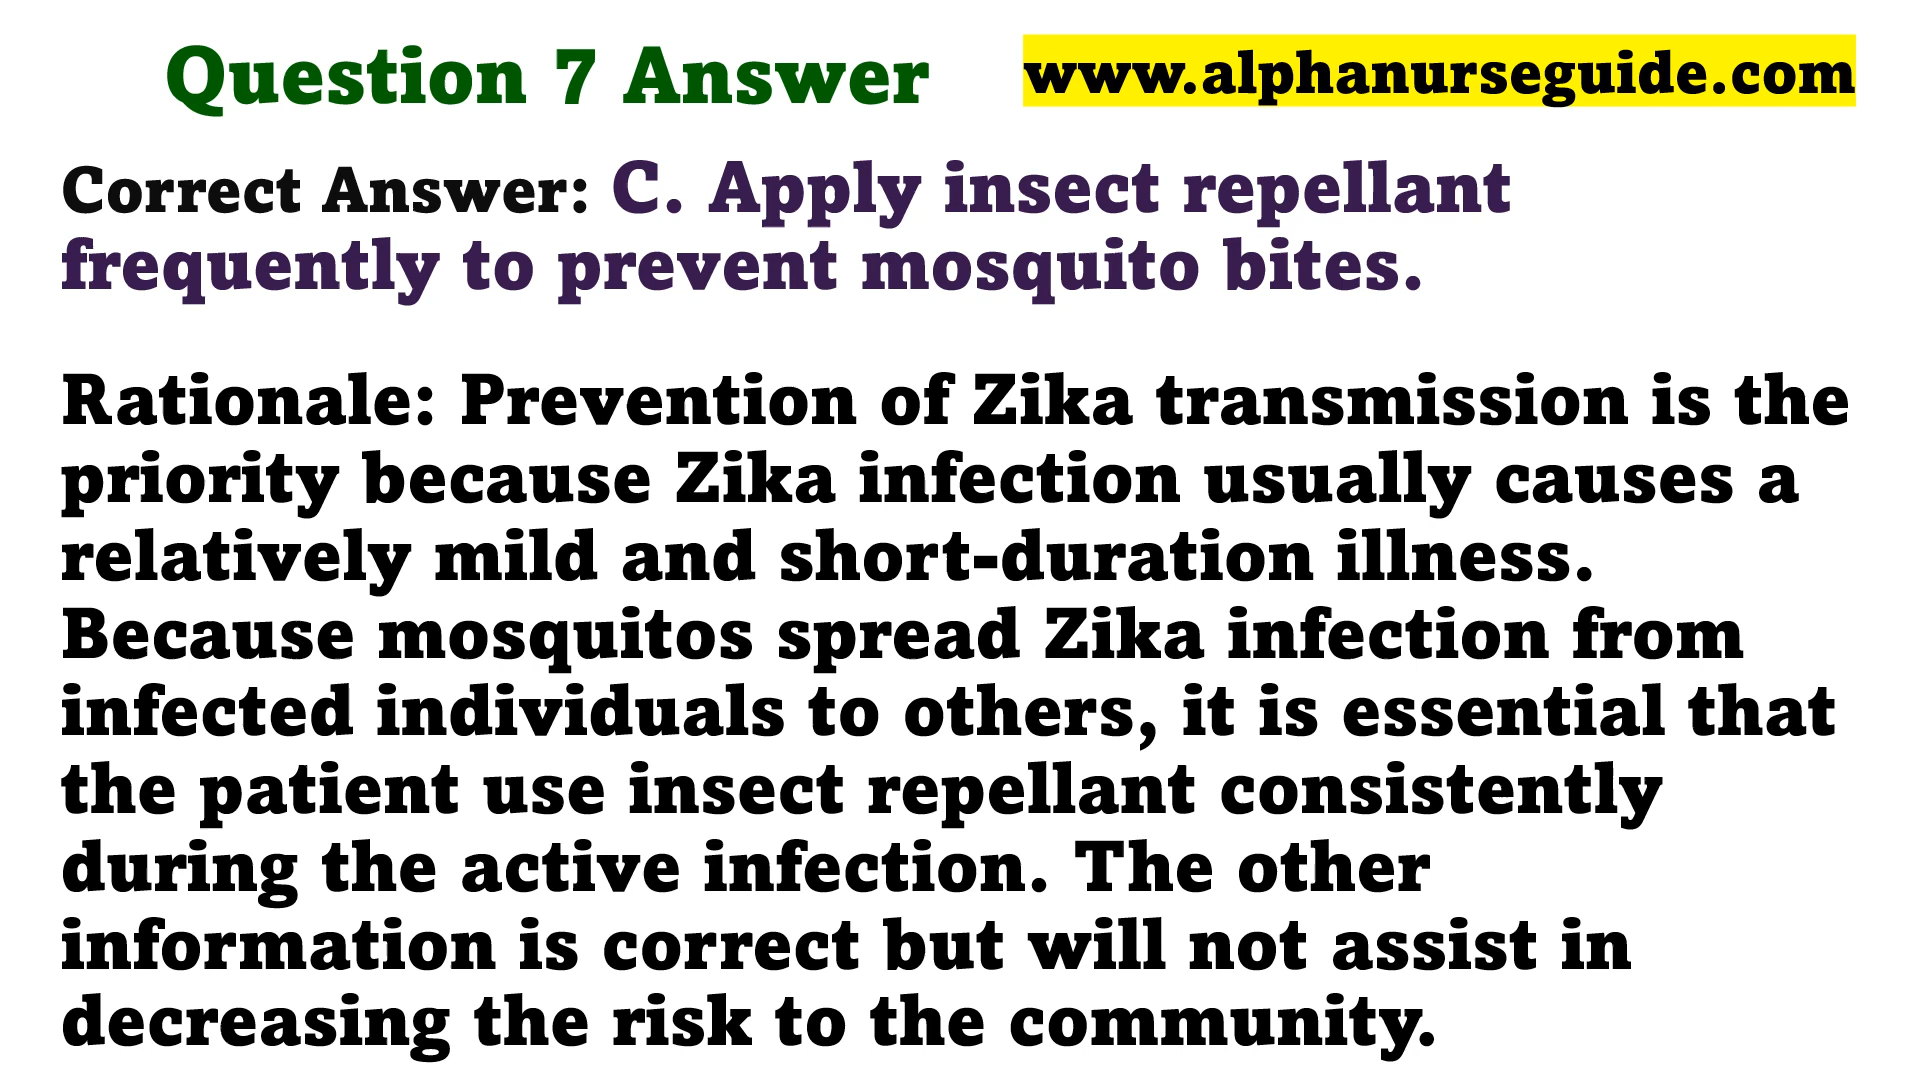 Question 7 Answer
www.alphanurseguide.com
Correct Answer: C. Apply insect repellant
frequently to prevent mosquito bites.
Rationale: Prevention of Zika transmission is the
priority because Zika infection usually causes a
relatively mild and short-duration illness.
Because mosquitos spread Zika infection from
infected individuals to others, it is essential that
the patient use insect repellant consistently
during the active infection. The other
information is correct but will not assist in
decreasing the risk to the community.